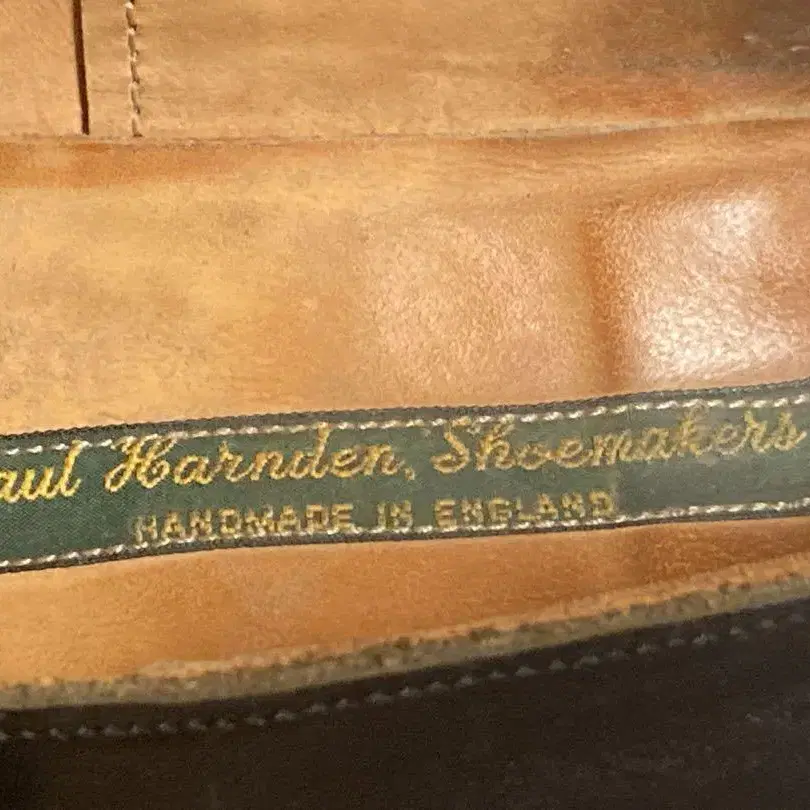 aul Harnden, Shoemakers
HANDMADE IN ENGLAND